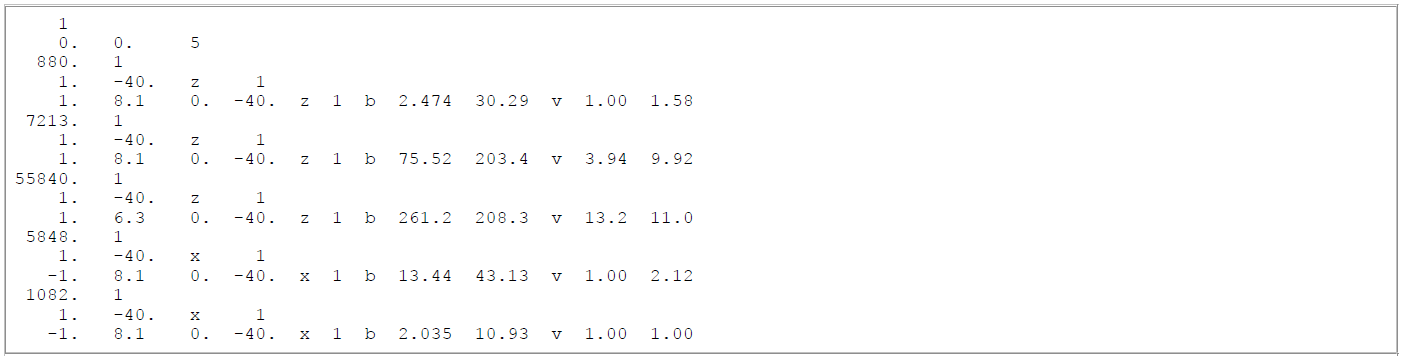 1
0. 0. 5
880. 1
1. -40. z 1
1. 8.1 0. -40. z 1 b 2.474 30.29 v 1.00 1.58
7213. 1
1. -40. z 1
1. 8.1 0. -40. z 1 b 75.52 203.4 v 3.94 9.92
55840. 1
1. -40. z 1
1. 6.3 0. -40. z 1 b 261.2 208.3 v 13.2 11.0
5848. 1
1. -40. x 1
-1. 8.1 0. -40. x 1 b 13.44 43.13 v 1.00 2.12
1082. 1
1. -40. x 1
-1. 8.1 0. -40. x 1 b 2.035 10.93 v 1.00 1.00